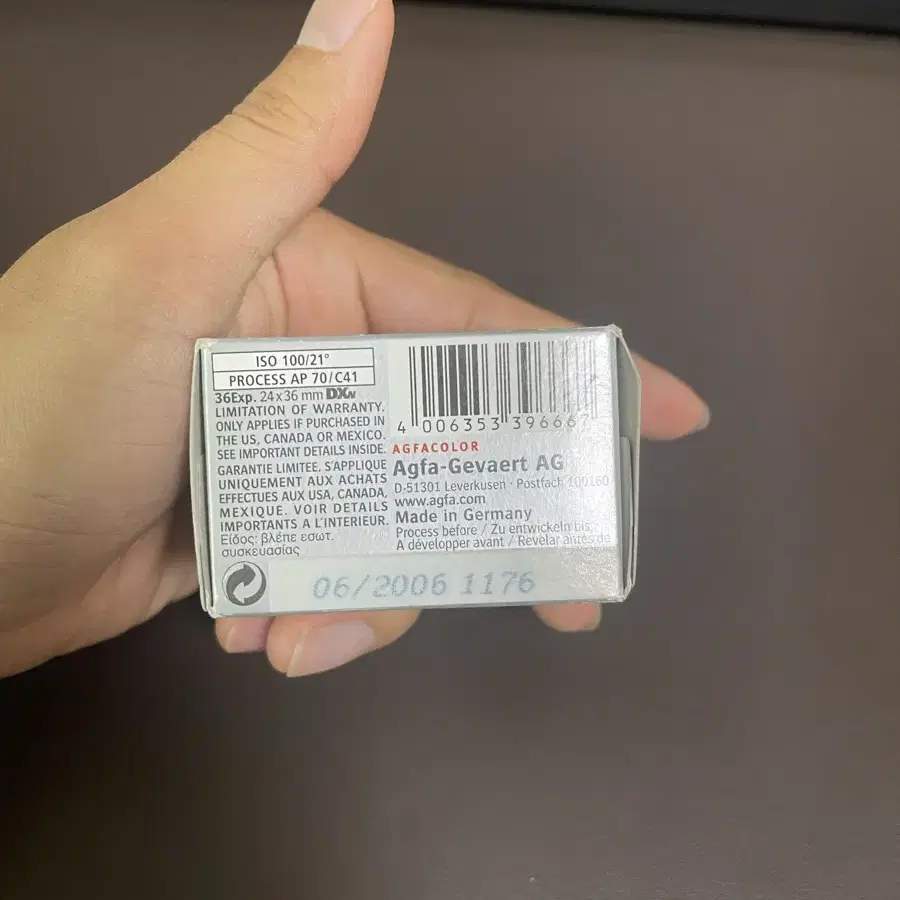 ISO 100/21°
PROCESS AP 70/C41
36Exp. 24x36 mm DXN
LIMITATION OF WARRANTY.
ONLY APPLIES IF PURCHASED IN
THE US, CANADA OR MEXICO.
SEE IMPORTANT DETAILS INSIDE.
GARANTIE LIMITEE. S'APPLIQUE
UNIQUEMENT AUX ACHATS
EFFECTUES AUX USA, CANADA,
MEXIQUE. VOIR DETAILS
IMPORTANTS A L'INTERIEUR.
Είδος: βλέπε εσωτ.
συσκευασίας
4 006353 396667
AGFACOLOR
Agfa-Gevaert AG
D-51301 Leverkusen · Postfach 100160
www.agfa.com
Made in Germany
Process before / Zu entwickeln bis:
A développer avant / Revelar antes de
06/2006 1176